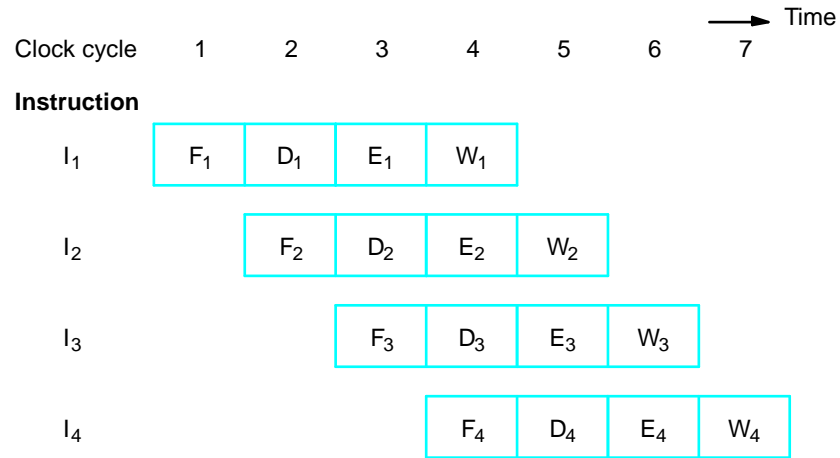 Time
Clock cycle 1 2 3 4 5 6 7
Instruction
I₁ F₁ D₁ E₁ W₁
I₂ F₂ D₂ E₂ W₂
I₃ F₃ D₃ E₃ W₃
I₄ F₄ D₄ E₄ W₄